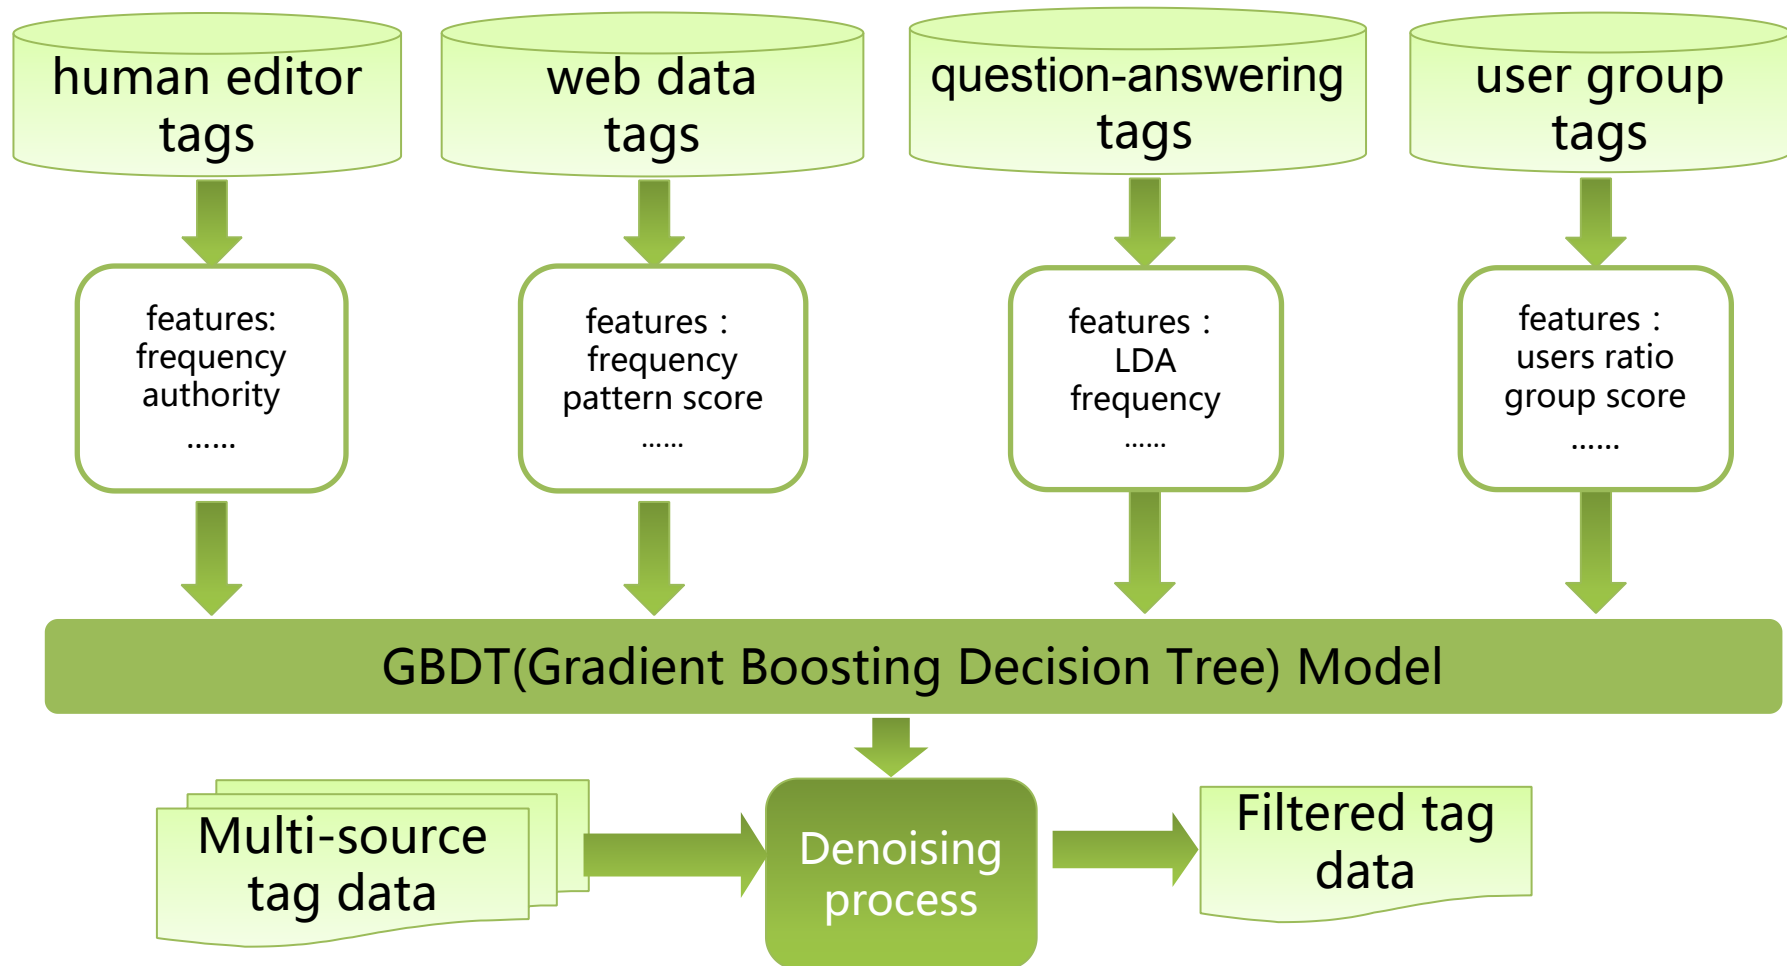 human editor
tags
web data
tags
question-answering
tags
user group
tags
features:
frequency
authority
......
features：
frequency
pattern score
......
features：
LDA
frequency
......
features：
users ratio
group score
......
GBDT(Gradient Boosting Decision Tree) Model
Multi-source
tag data
Denoising
process
Filtered tag
data